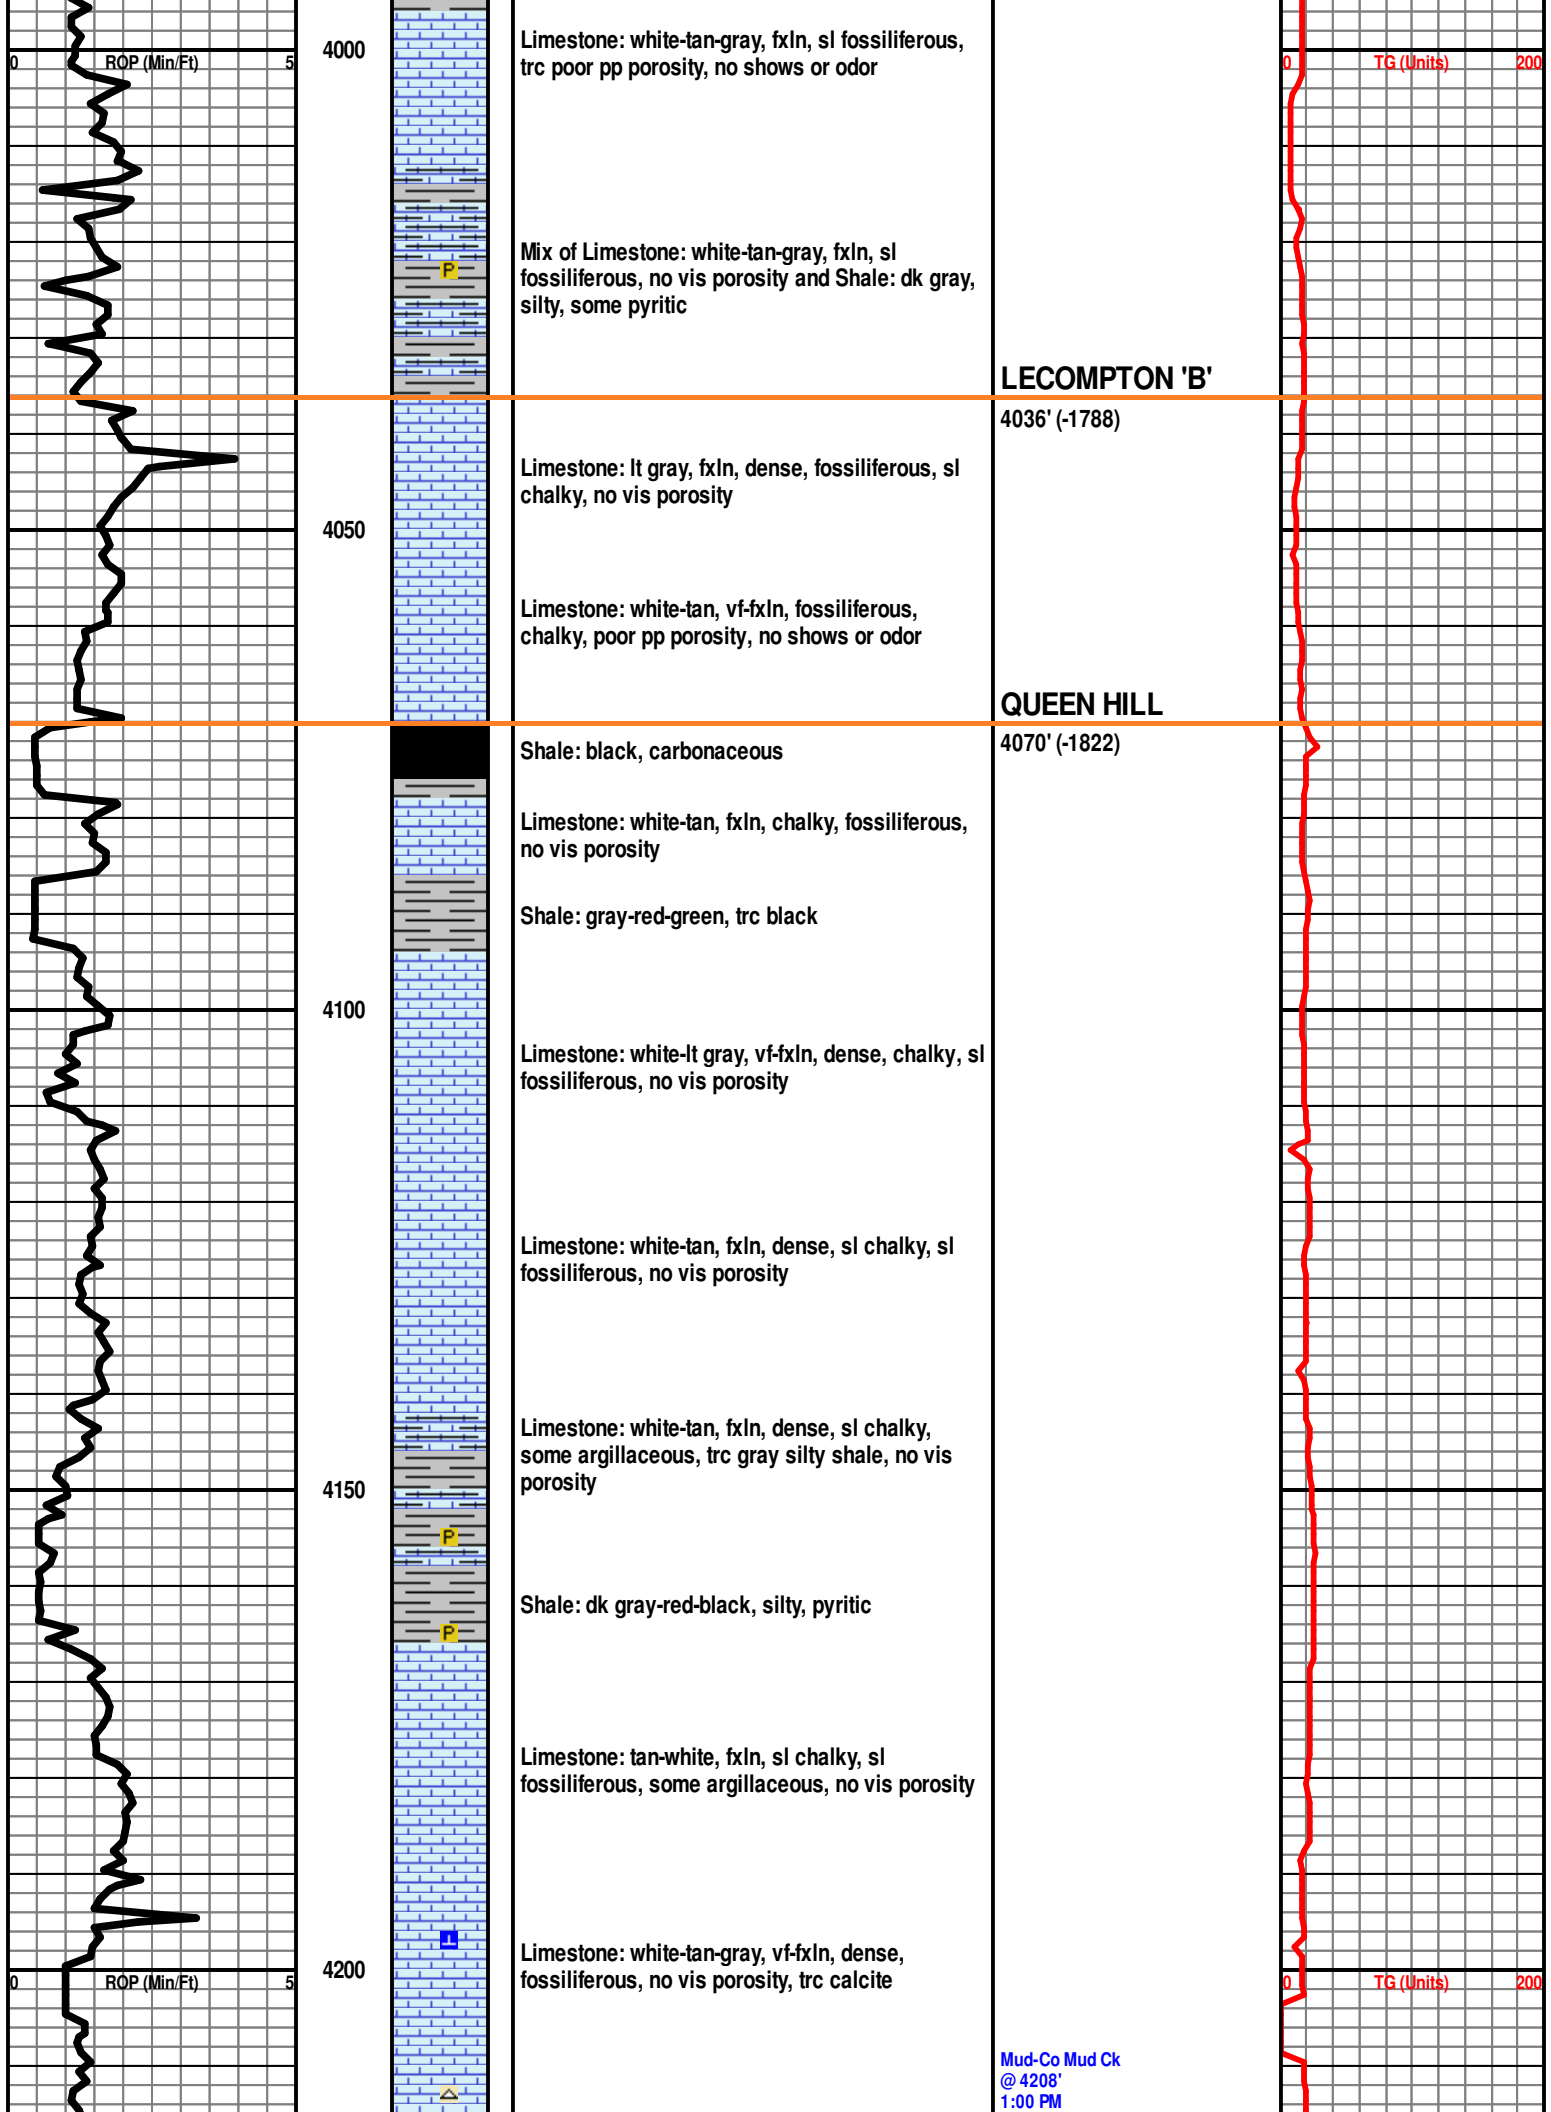 4000
0 ROP (Min/Ft) 5
Limestone: white-tan-gray, fxln, sl fossiliferous,
trc poor pp porosity, no shows or odor
0 TG (Units) 200
Mix of Limestone: white-tan-gray, fxln, sl
fossiliferous, no vis porosity and Shale: dk gray,
silty, some pyritic
P
LECOMPTON 'B'
4036' (-1788)
Limestone: lt gray, fxln, dense, fossiliferous, sl
chalky, no vis porosity
4050
Limestone: white-tan, vf-fxln, fossiliferous,
chalky, poor pp porosity, no shows or odor
QUEEN HILL
4070' (-1822)
Shale: black, carbonaceous
Limestone: white-tan, fxln, chalky, fossiliferous,
no vis porosity
Shale: gray-red-green, trc black
4100
Limestone: white-lt gray, vf-fxln, dense, chalky, sl
fossiliferous, no vis porosity
Limestone: white-tan, fxln, dense, sl chalky, sl
fossiliferous, no vis porosity
Limestone: white-tan, fxln, dense, sl chalky,
some argillaceous, trc gray silty shale, no vis
porosity
4150
P
Shale: dk gray-red-black, silty, pyritic
P
Limestone: tan-white, fxln, sl chalky, sl
fossiliferous, some argillaceous, no vis porosity
Limestone: white-tan-gray, vf-fxln, dense,
fossiliferous, no vis porosity, trc calcite
4200
0 ROP (Min/Ft) 5
0 TG (Units) 200
Mud-Co Mud Ck
@ 4208'
1:00 PM